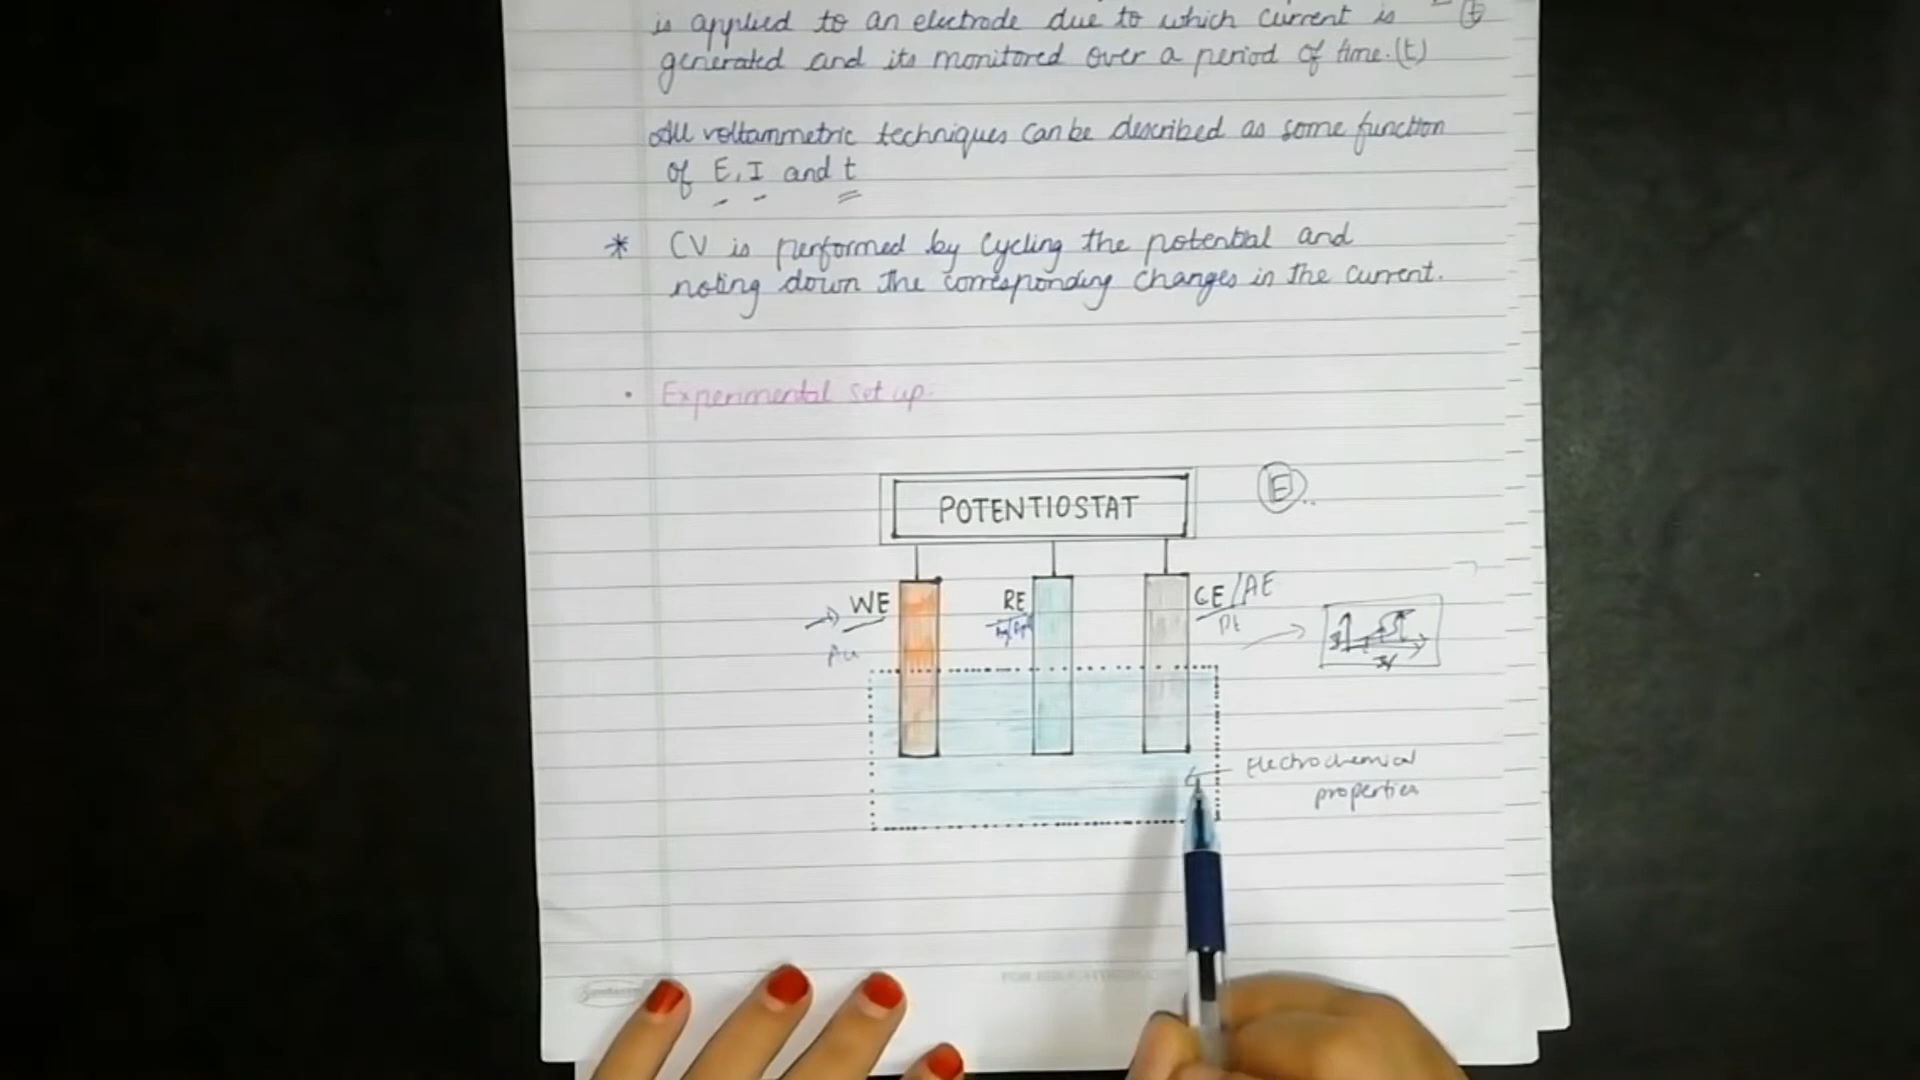 is applied to an electrode due to which current is
generated and its monitored over a period of time.(t)
All voltammetric techniques can be described as some function
of E, I and t
* CV is performed by cycling the potential and
noting down the corresponding changes in the current.
• Experimental set up.
POTENTIOSTAT
E
WE
RE
CE/AE
Pt
Au
Electrochemical
properties